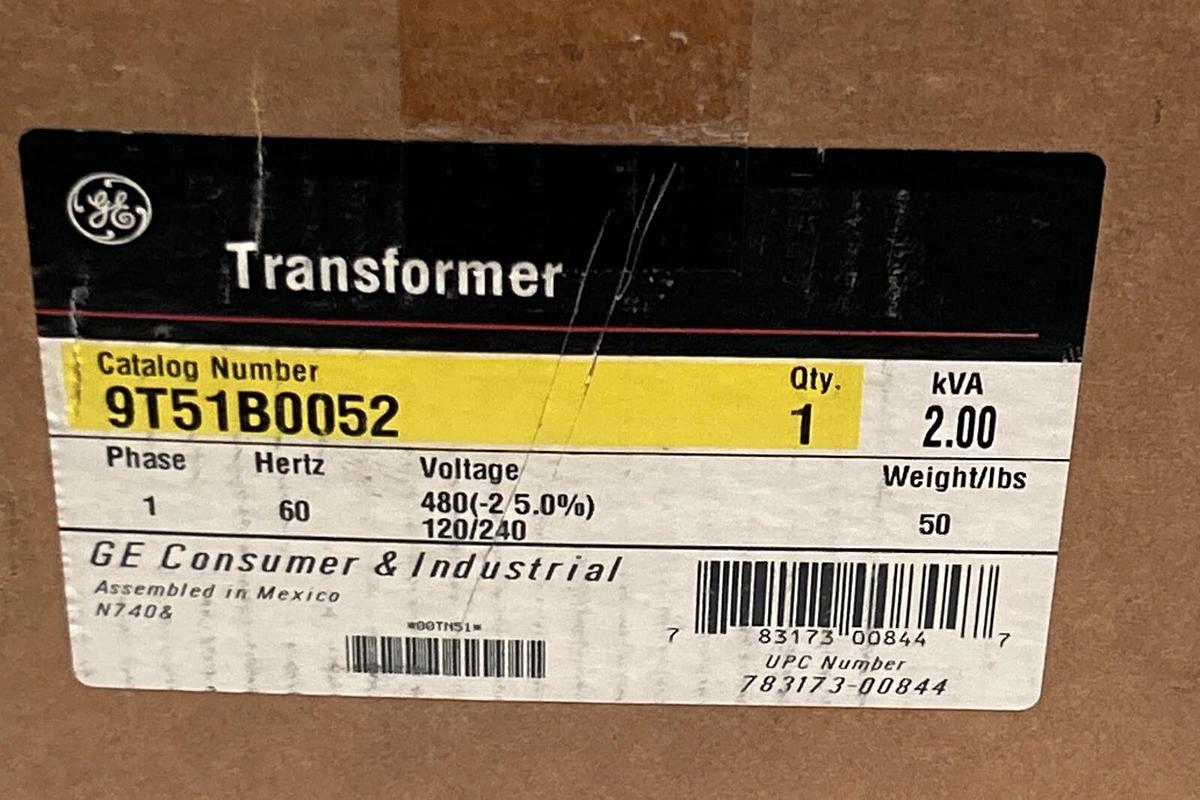 GE
Transformer
Catalog Number Qty. kVA
9T51B0052 1 2.00
Phase Hertz Voltage Weight/lbs
1 60 480(-2 5.0%) 50
120/240
GE Consumer & Industrial
Assembled in Mexico
N740&
*00TN51*
7 83173 00844 7
UPC Number
783173-00844